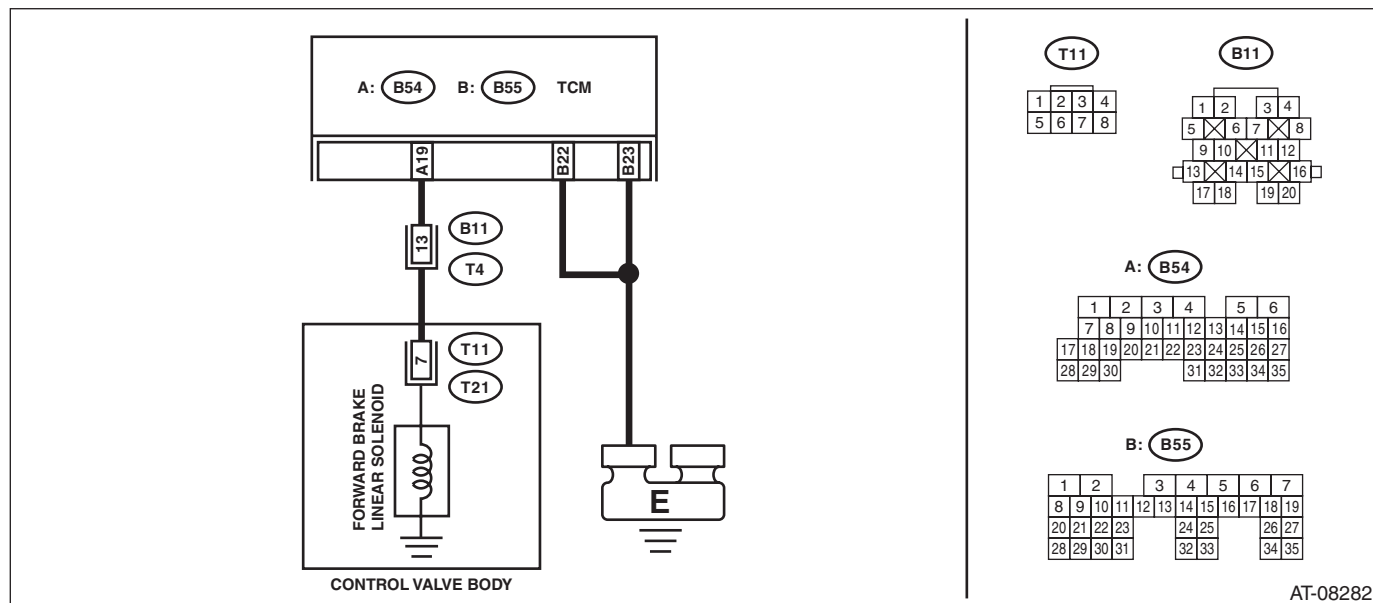 A: B54 B: B55 TCM
A19
B22
B23
13
B11
T4
7
T11
T21
FORWARD BRAKE
LINEAR SOLENOID
CONTROL VALVE BODY
E
T11
1 2 3 4
5 6 7 8
B11
1 2 3 4
5 6 7 8
9 10 11 12
13 14 15 16
17 18 19 20
A: B54
1 2 3 4 5 6
7 8 9 10 11 12 13 14 15 16
17 18 19 20 21 22 23 24 25 26 27
28 29 30 31 32 33 34 35
B: B55
1 2 3 4 5 6 7
8 9 10 11 12 13 14 15 16 17 18 19
20 21 22 23 24 25 26 27
28 29 30 31 32 33 34 35
AT-08282